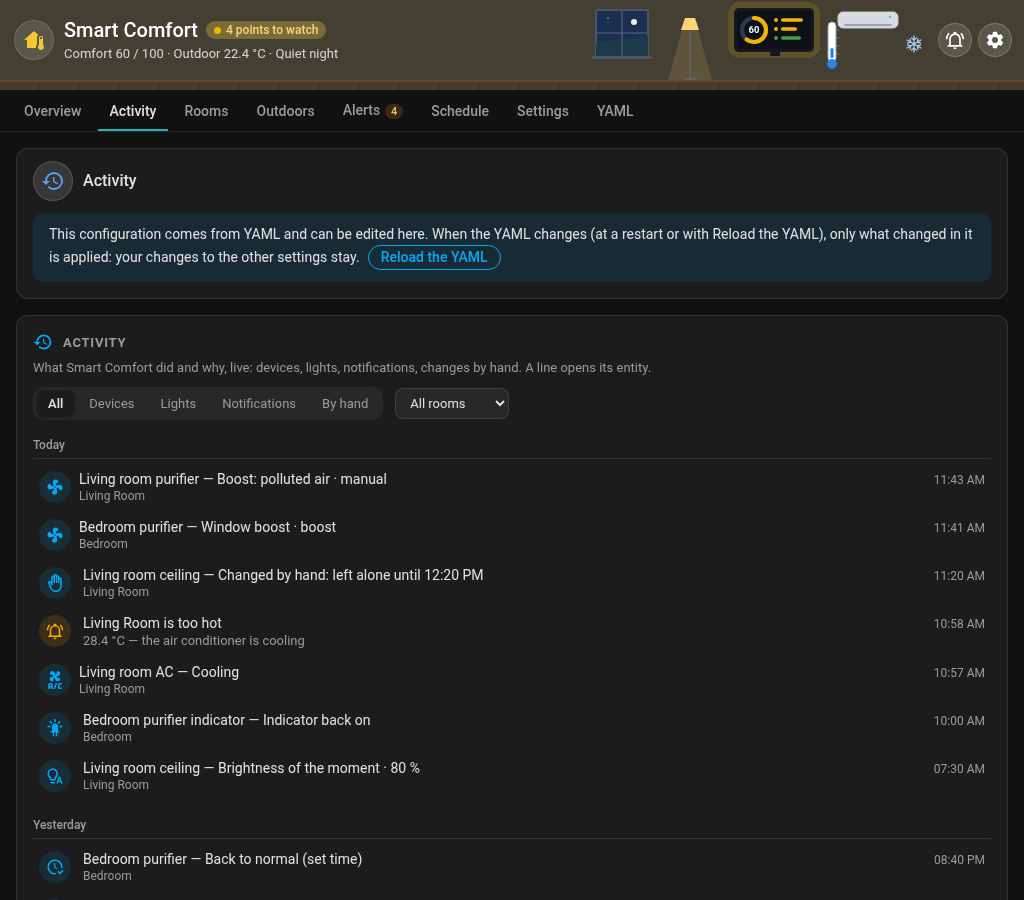 Smart Comfort
4 points to watch
Comfort 60 / 100 · Outdoor 22.4 °C · Quiet night
60
Overview
Activity
Rooms
Outdoors
Alerts 4
Schedule
Settings
YAML
Activity
This configuration comes from YAML and can be edited here. When the YAML changes (at a restart or with Reload the YAML), only what changed in it
is applied: your changes to the other settings stay. Reload the YAML
ACTIVITY
What Smart Comfort did and why, live: devices, lights, notifications, changes by hand. A line opens its entity.
All
Devices
Lights
Notifications
By hand
All rooms
Today
Living room purifier — Boost: polluted air · manual
11:43 AM
Living Room
Bedroom purifier — Window boost · boost
11:41 AM
Bedroom
Living room ceiling — Changed by hand: left alone until 12:20 PM
11:20 AM
Living Room
Living Room is too hot
10:58 AM
28.4 °C — the air conditioner is cooling
A/C
Living room AC — Cooling
10:57 AM
Living Room
Bedroom purifier indicator — Indicator back on
10:00 AM
Bedroom
A
Living room ceiling — Brightness of the moment · 80 %
07:30 AM
Living Room
Yesterday
Bedroom purifier — Back to normal (set time)
08:40 PM
Bedroom